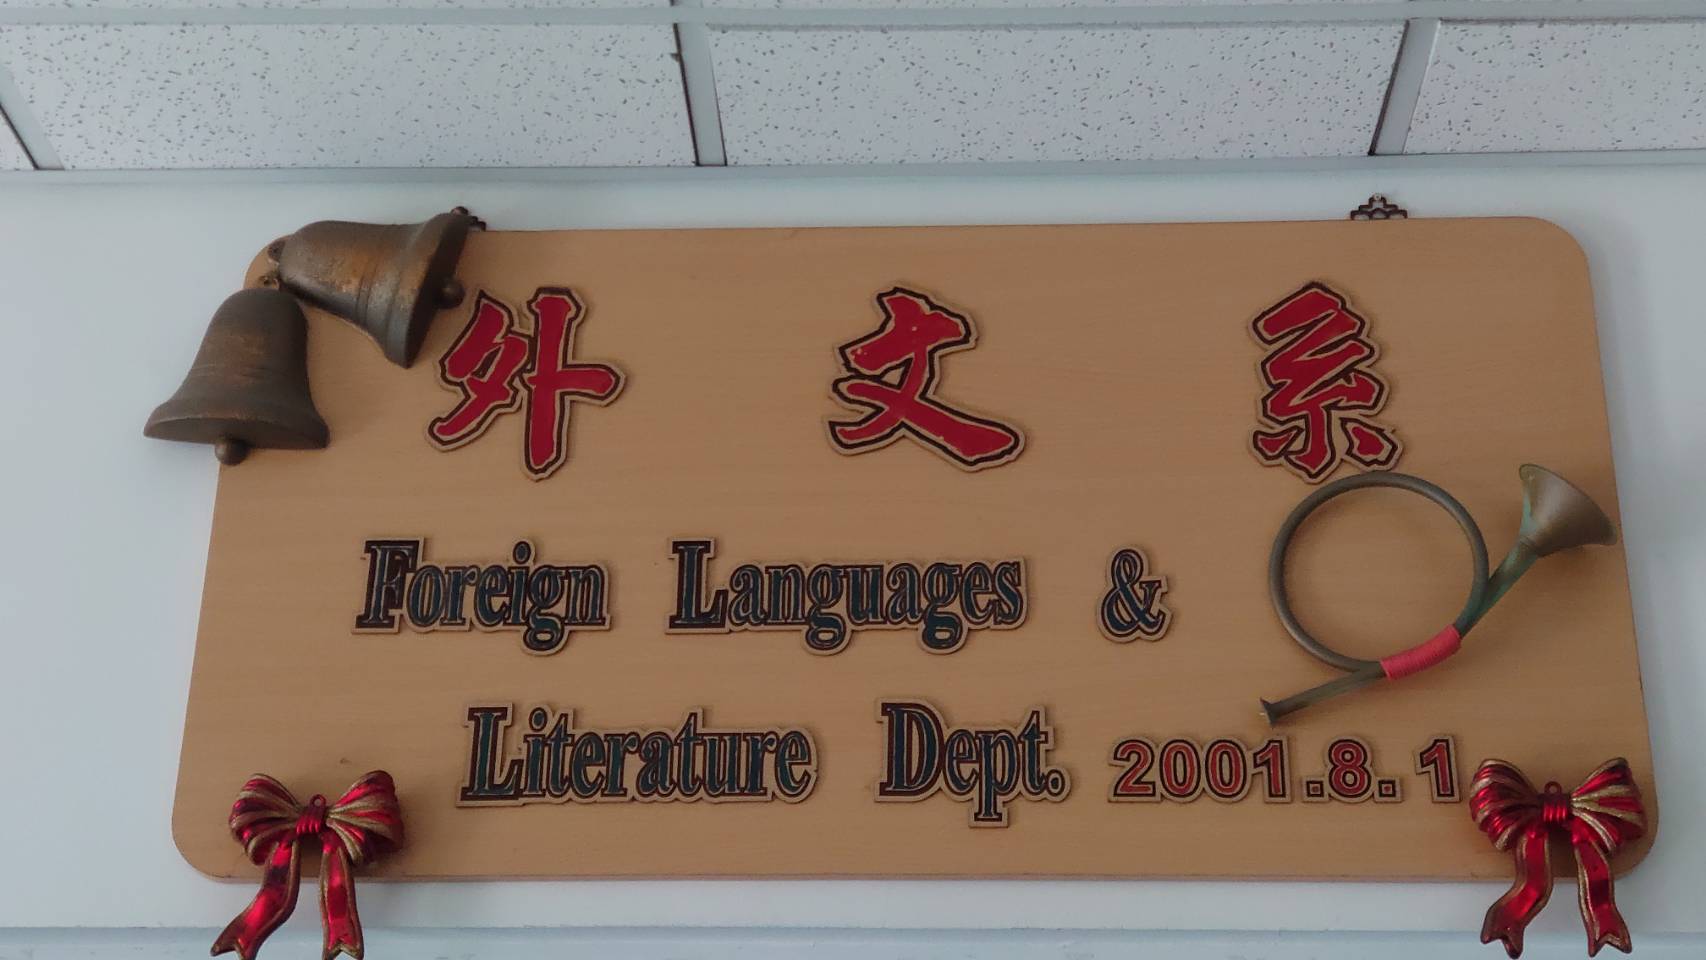 外文系
Foreign Languages &
Literature Dept. 2001.8.1